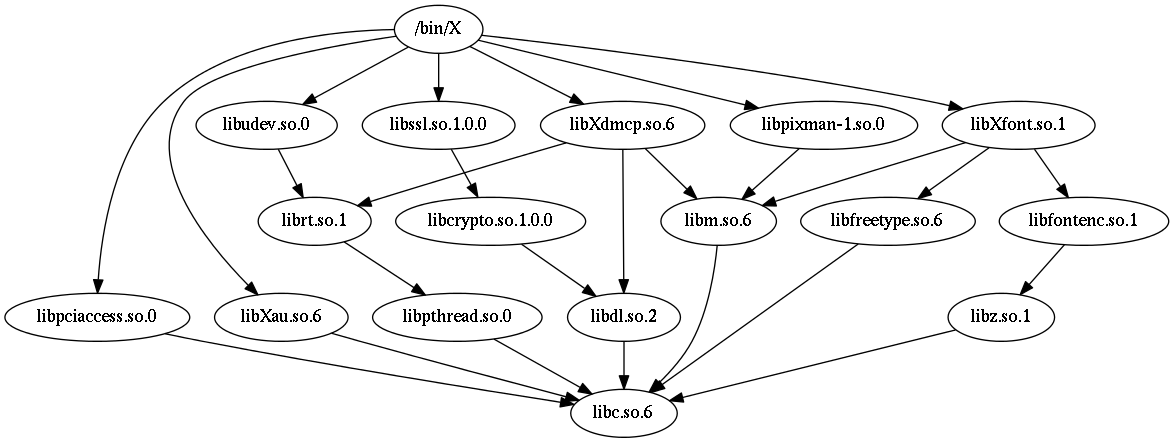 /bin/X
libudev.so.0
libssl.so.1.0.0
libXdmcp.so.6
libpixman-1.so.0
libXfont.so.1
librt.so.1
libcrypto.so.1.0.0
libm.so.6
libfreetype.so.6
libfontenc.so.1
libpciaccess.so.0
libXau.so.6
libpthread.so.0
libdl.so.2
libz.so.1
libc.so.6